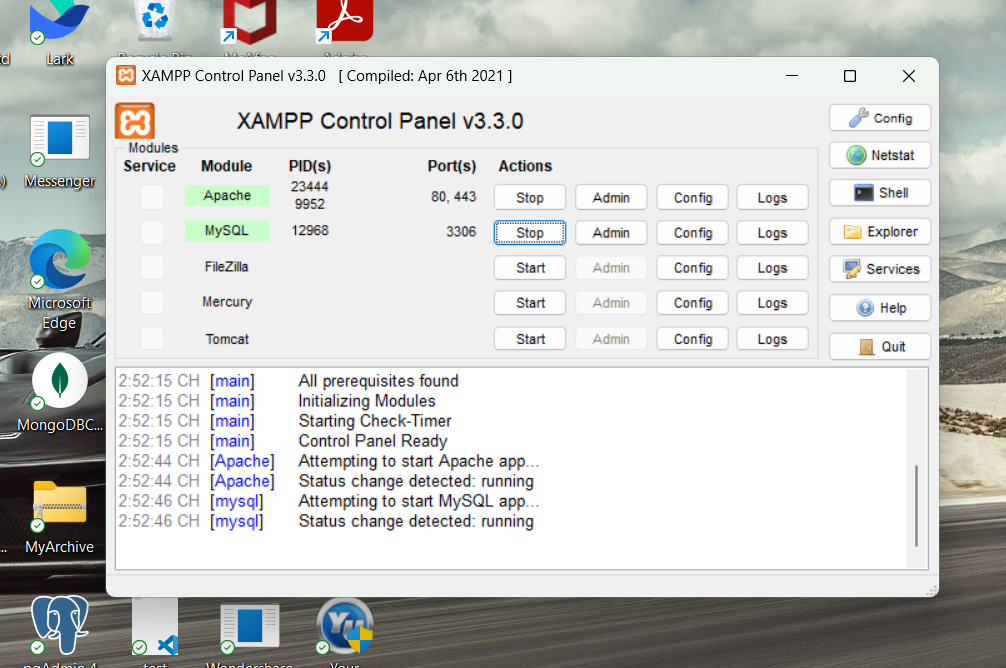 Lark
XAMPP Control Panel v3.3.0 [ Compiled: Apr 6th 2021 ]
XAMPP Control Panel v3.3.0
Config
Modules
Service Module PID(s) Port(s) Actions
Netstat
Apache 23444 9952 80, 443 Stop Admin Config Logs
Shell
MySQL 12968 3306 Stop Admin Config Logs
Explorer
FileZilla Start Admin Config Logs
Services
Mercury Start Admin Config Logs
Help
Tomcat Start Admin Config Logs
Quit
2:52:15 CH [main] All prerequisites found
2:52:15 CH [main] Initializing Modules
2:52:15 CH [main] Starting Check-Timer
2:52:15 CH [main] Control Panel Ready
2:52:44 CH [Apache] Attempting to start Apache app...
2:52:44 CH [Apache] Status change detected: running
2:52:46 CH [mysql] Attempting to start MySQL app...
2:52:46 CH [mysql] Status change detected: running
Messenger
Microsoft
Edge
MongoDBC...
MyArchive
YU